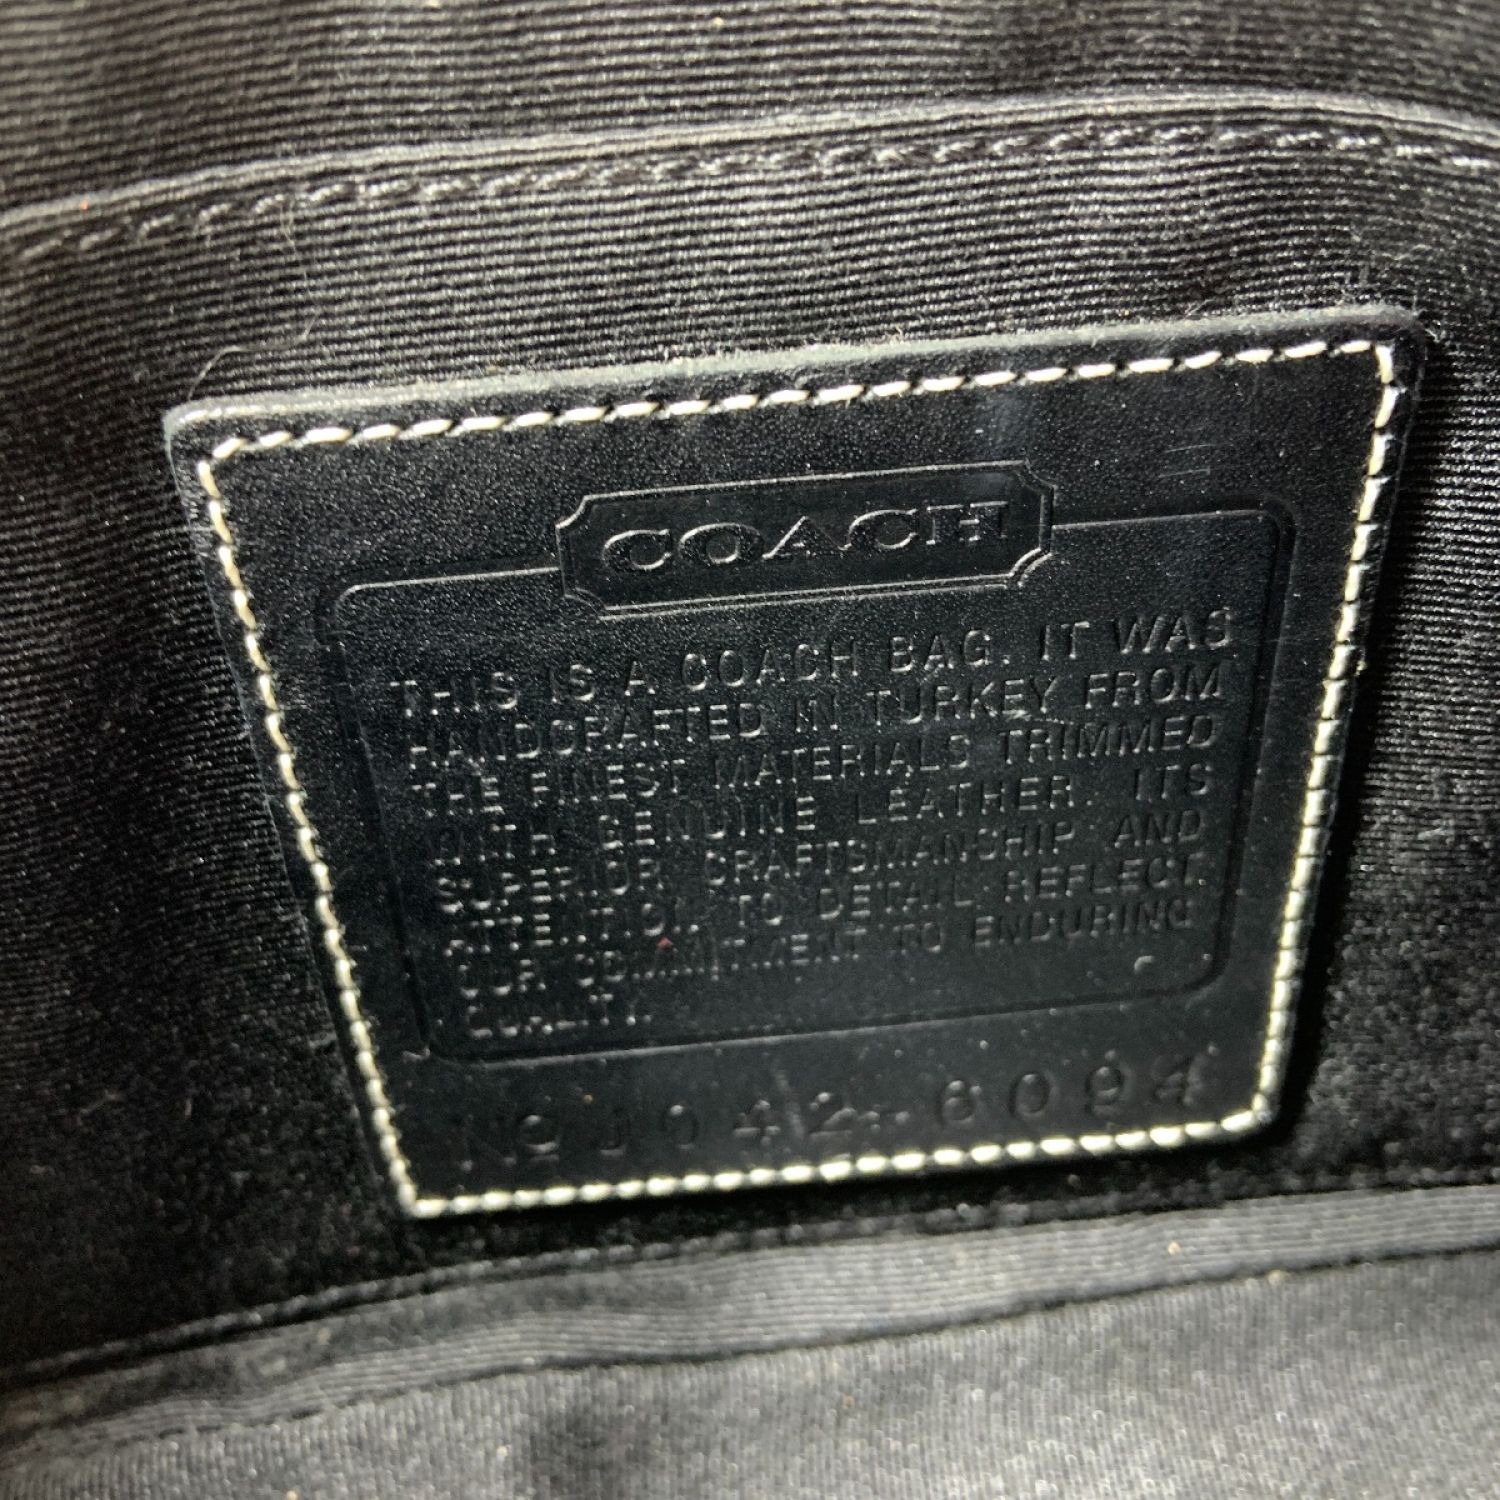 COACH
THIS IS A COACH BAG. IT WAS
HANDCRAFTED IN TURKEY FROM
THE FINEST MATERIALS TRIMMED
WITH GENUINE LEATHER. ITS
SUPERIOR CRAFTSMANSHIP AND
ATTENTION TO DETAIL REFLECT
OUR COMMITMENT TO ENDURING
QUALITY.